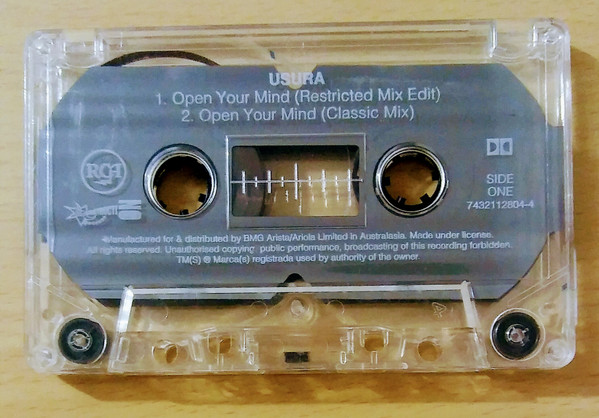 USURA
1. Open Your Mind (Restricted Mix Edit)
2. Open Your Mind (Classic Mix)
RCA
SIDE
ONE
7432112804-4
Manufactured for & distributed by BMG Arista/Ariola Limited in Australasia. Made under license.
All rights reserved. Unauthorised copying public performance, broadcasting of this recording forbidden.
TM(S) ® Marca(s) registrada used by authority of the owner